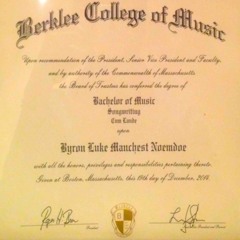 Berklee College of Music
Upon recommendation of the President, Senior Vice President and Faculty,
and by authority of the Commonwealth of Massachusetts,
the Board of Trustees has conferred the degree of
Bachelor of Music
Songwriting
Cum Laude
upon
Byron Luke Manchest Noemdoe
with all the honors, privileges and responsibilities pertaining thereto.
Given at Boston, Massachusetts, this 19th day of December, 2014
President